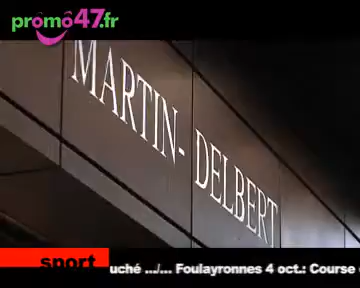 promo47.fr
MARTIN-DELBERT
sport
uché .../... Foulayronnes 4 oct.: Course